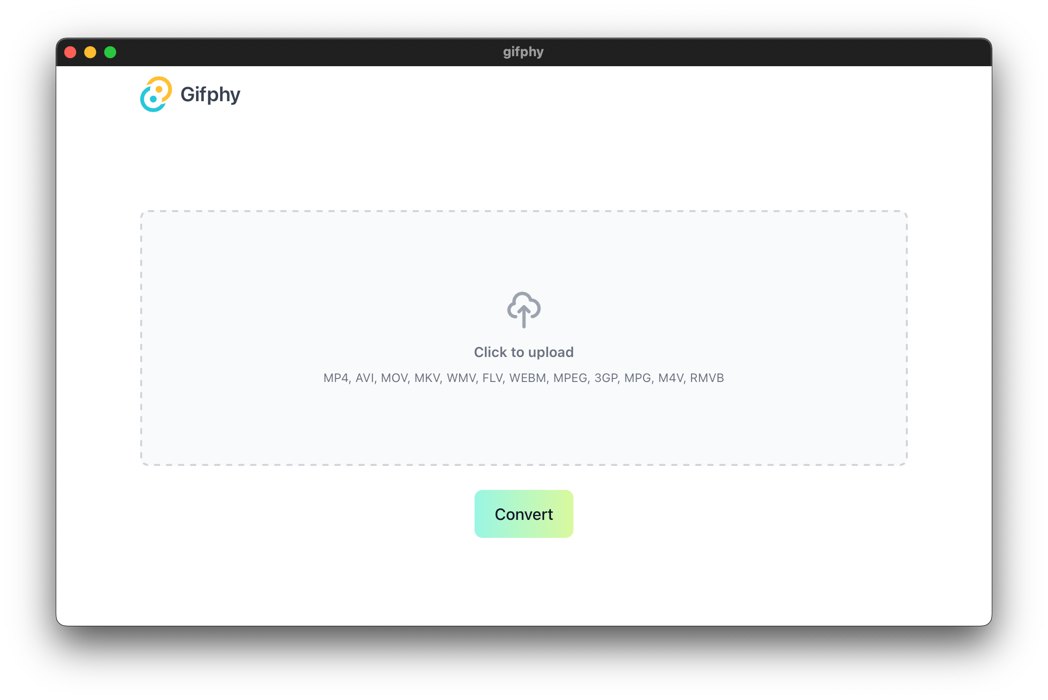 gifphy
Gifphy
Click to upload
MP4, AVI, MOV, MKV, WMV, FLV, WEBM, MPEG, 3GP, MPG, M4V, RMVB
Convert